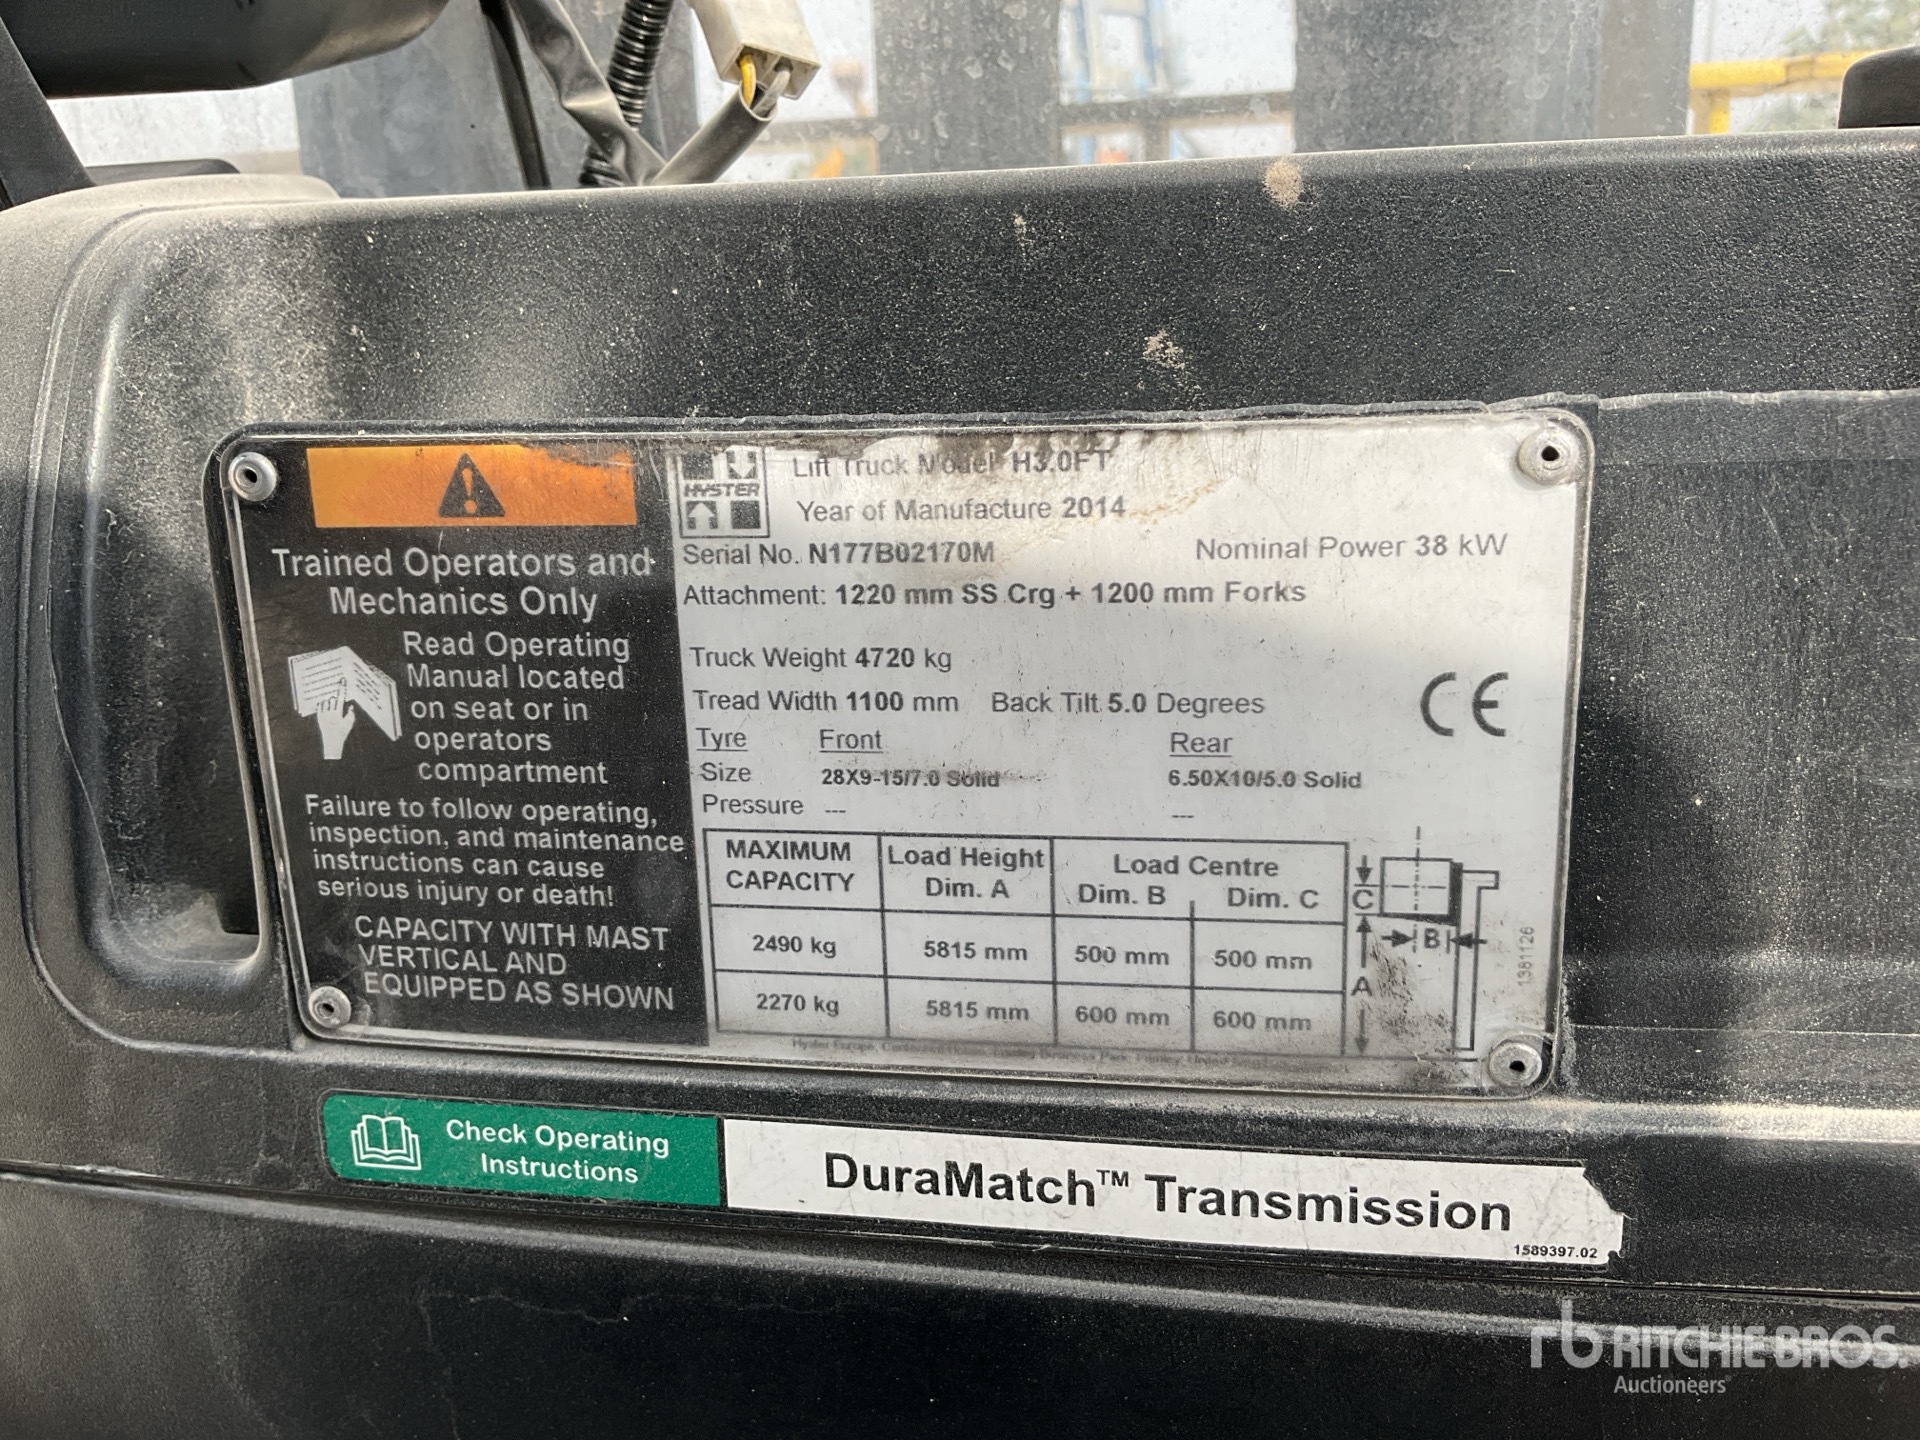 Trained Operators and
Mechanics Only
Read Operating
Manual located
on seat or in
operators
compartment
Failure to follow operating,
inspection, and maintenance
instructions can cause
serious injury or death!
CAPACITY WITH MAST
VERTICAL AND
EQUIPPED AS SHOWN
HYSTER
Lift Truck Model H3.0FT
Year of Manufacture 2014
Serial No. N177B02170M Nominal Power 38 kW
Attachment: 1220 mm SS Crg + 1200 mm Forks
Truck Weight 4720 kg
Tread Width 1100 mm Back Tilt 5.0 Degrees
CE
Tyre Front Rear
Size 28X9-15/7.0 Solid 6.50X10/5.0 Solid
Pressure --- ---
MAXIMUM CAPACITY Load Height Dim. A Load Centre Dim. B Dim. C
2490 kg 5815 mm 500 mm 500 mm
2270 kg 5815 mm 600 mm 600 mm
C
B
A
1381126
Hyster Europe,
Check Operating
Instructions
DuraMatch™ Transmission
1589397.02
rb RITCHIE BROS.
Auctioneers